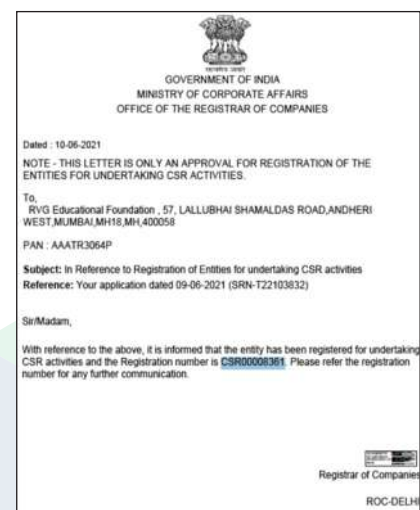 सत्यमेव जयते
GOVERNMENT OF INDIA
MINISTRY OF CORPORATE AFFAIRS
OFFICE OF THE REGISTRAR OF COMPANIES
Dated : 10-06-2021
NOTE - THIS LETTER IS ONLY AN APPROVAL FOR REGISTRATION OF THE
ENTITIES FOR UNDERTAKING CSR ACTIVITIES.
To,
RVG Educational Foundation , 57, LALLUBHAI SHAMALDAS ROAD,ANDHERI
WEST,MUMBAI,MH18,MH,400058
PAN : AAATR3064P
Subject: In Reference to Registration of Entities for undertaking CSR activities
Reference: Your application dated 09-06-2021 (SRN-T22103832)
Sir/Madam,
With reference to the above, it is informed that the entity has been registered for undertaking
CSR activities and the Registration number is CSR00008361. Please refer the registration
number for any further communication.
Registrar of Companies
ROC-DELHI